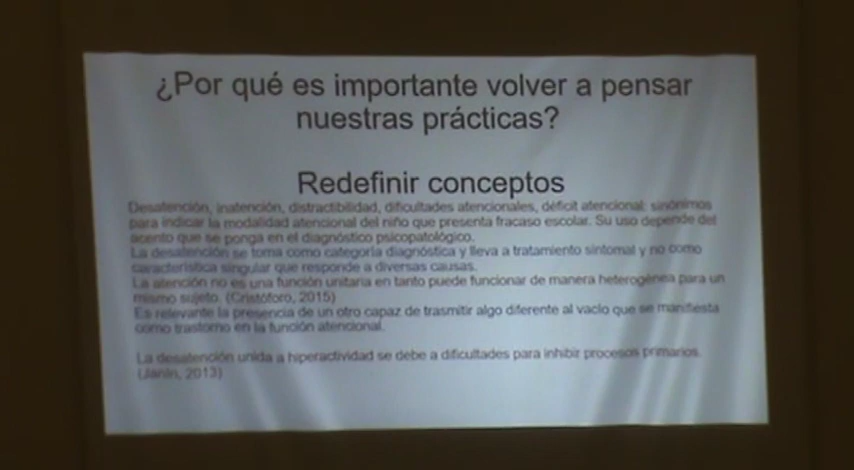 ¿Por qué es importante volver a pensar
nuestras prácticas?
Redefinir conceptos
Desatención, inatención, distractibilidad, dificultades atencionales, déficit atencional: sinónimos
para indicar la modalidad atencional del niño que presenta fracaso escolar. Su uso depende del
acento que se ponga en el diagnóstico psicopatológico.
La desatención se toma como categoría diagnóstica y lleva a tratamiento sintomal y no como
característica singular que responde a diversas causas.
La atención no es una función unitaria en tanto puede funcionar de manera heterogénea para un
mismo sujeto. (Cristóforo, 2015)
Es relevante la presencia de un otro capaz de trasmitir algo diferente al vacío que se manifiesta
como trastorno en la función atencional.
La desatención unida a hiperactividad se debe a dificultades para inhibir procesos primarios.
(Janin, 2013)